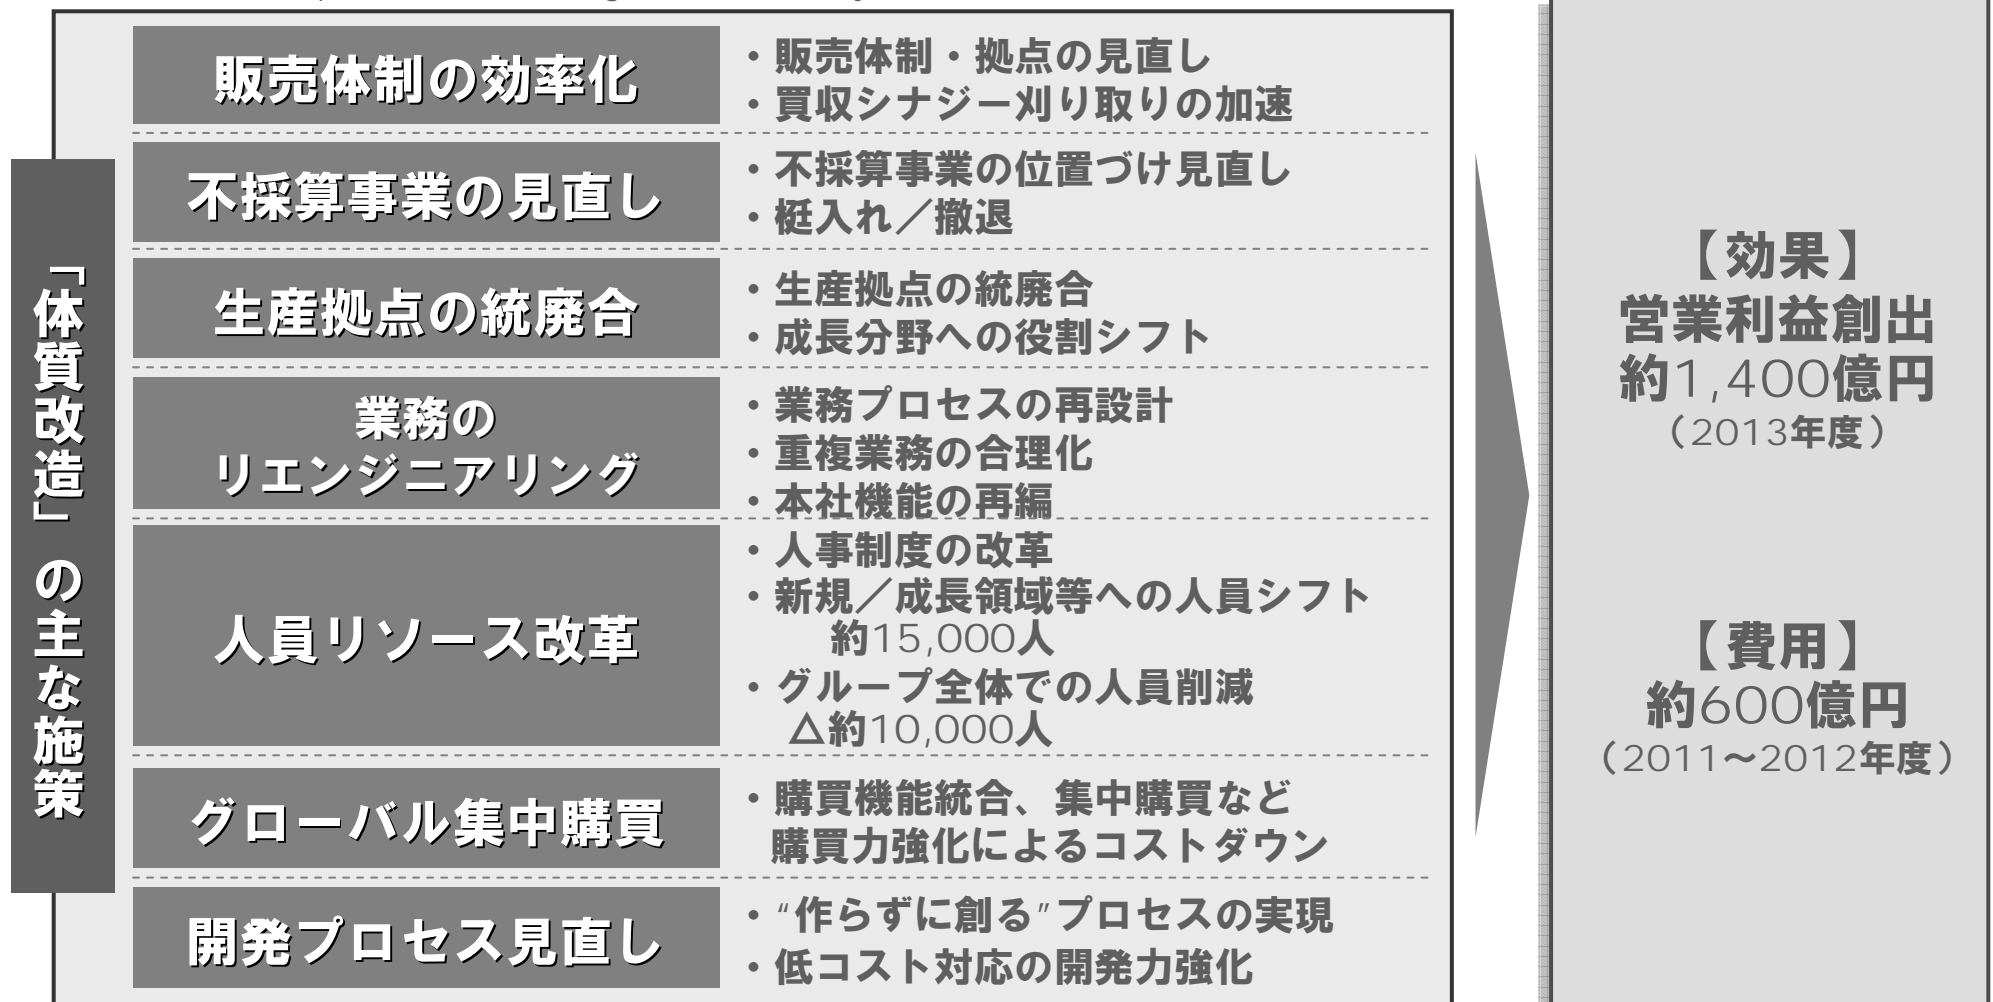 「体質改造」の主な施策
販売体制の効率化
・販売体制・拠点の見直し
・買収シナジー刈り取りの加速
不採算事業の見直し
・不採算事業の位置づけ見直し
・梃入れ／撤退
生産拠点の統廃合
・生産拠点の統廃合
・成長分野への役割シフト
業務の
リエンジニアリング
・業務プロセスの再設計
・重複業務の合理化
・本社機能の再編
人員リソース改革
・人事制度の改革
・新規／成長領域等への人員シフト
約15,000人
・グループ全体での人員削減
△約10,000人
グローバル集中購買
・購買機能統合、集中購買など
購買力強化によるコストダウン
開発プロセス見直し
・“作らずに創る”プロセスの実現
・低コスト対応の開発力強化
【効果】
営業利益創出
約1,400億円
（2013年度）
【費用】
約600億円
（2011～2012年度）